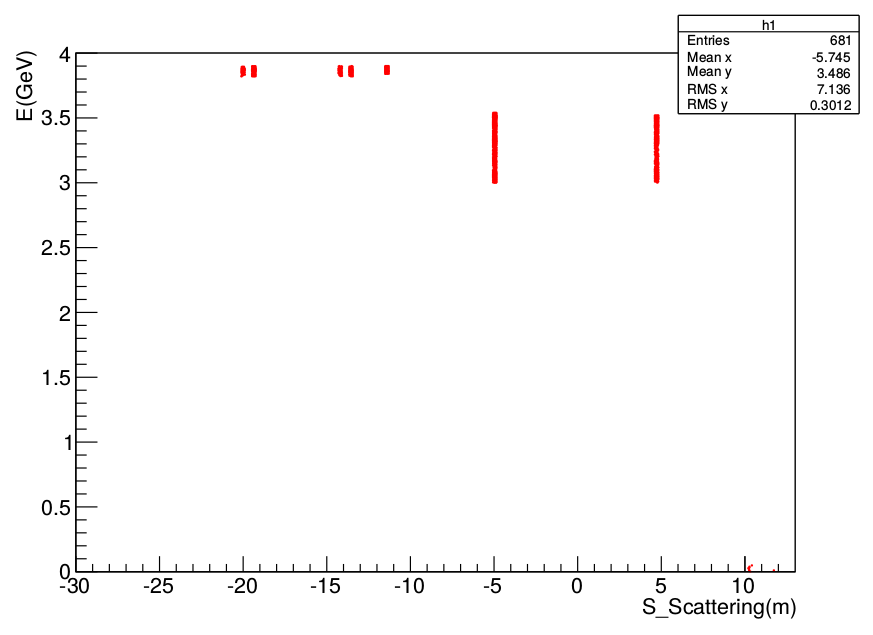 h1
Entries 681
Mean x -5.745
Mean y 3.486
RMS x 7.136
RMS y 0.3012
E(GeV)
4
3.5
3
2.5
2
1.5
1
0.5
0
-30 -25 -20 -15 -10 -5 0 5 10
S_Scattering(m)